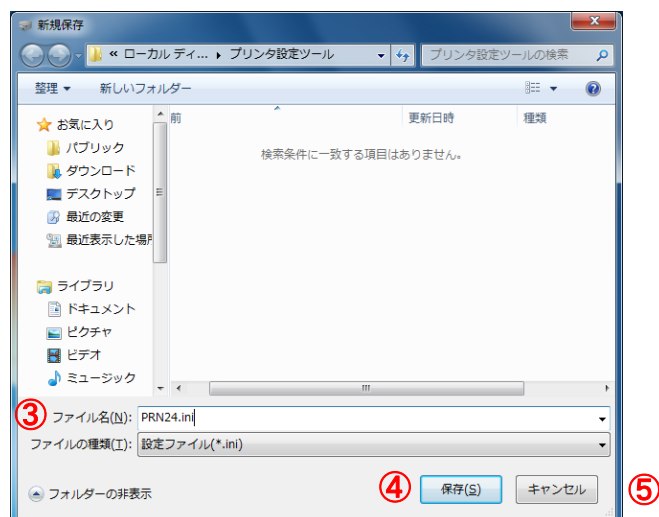 新規保存
« ローカル ディ... ▸ プリンタ設定ツール
プリンタ設定ツールの検索
整理 ▼ 新しいフォルダー
お気に入り
パブリック
ダウンロード
デスクトップ
最近の変更
最近表示した場所
ライブラリ
ドキュメント
ピクチャ
ビデオ
ミュージック
前 更新日時 種類
検索条件に一致する項目はありません。
③ ファイル名(N): PRN24.ini
ファイルの種類(T): 設定ファイル(*.ini)
フォルダーの非表示
④ 保存(S) キャンセル ⑤